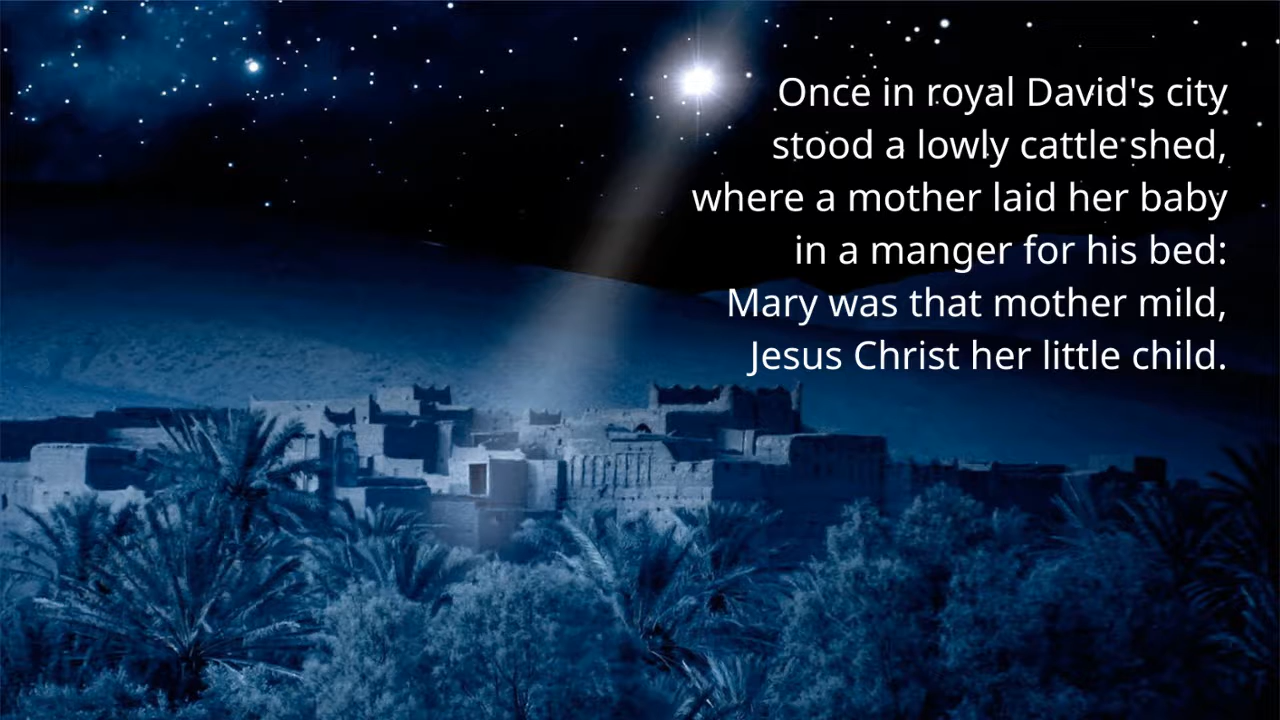 Once in royal David's city
stood a lowly cattle shed,
where a mother laid her baby
in a manger for his bed:
Mary was that mother mild,
Jesus Christ her little child.